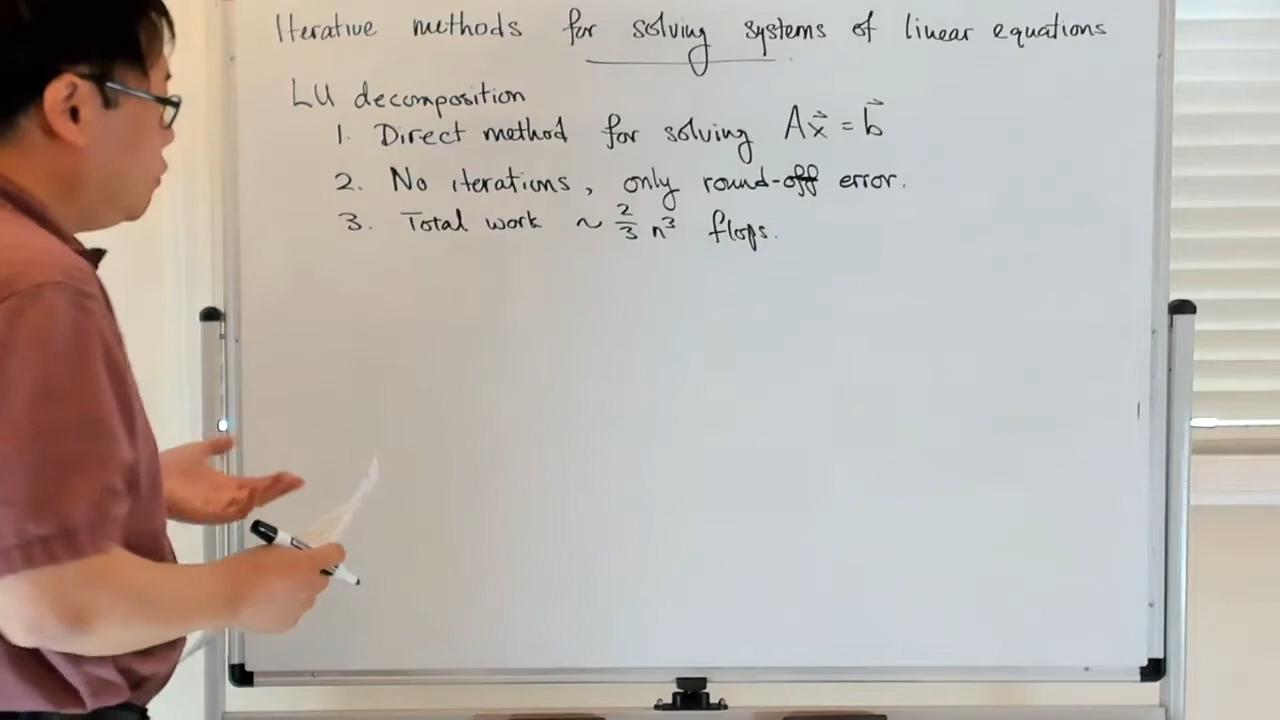 Iterative methods for solving systems of linear equations
LU decomposition
1. Direct method for solving Ax⃗ = b⃗
2. No iterations, only round-off error.
3. Total work ~ 2/3 n³ flops.